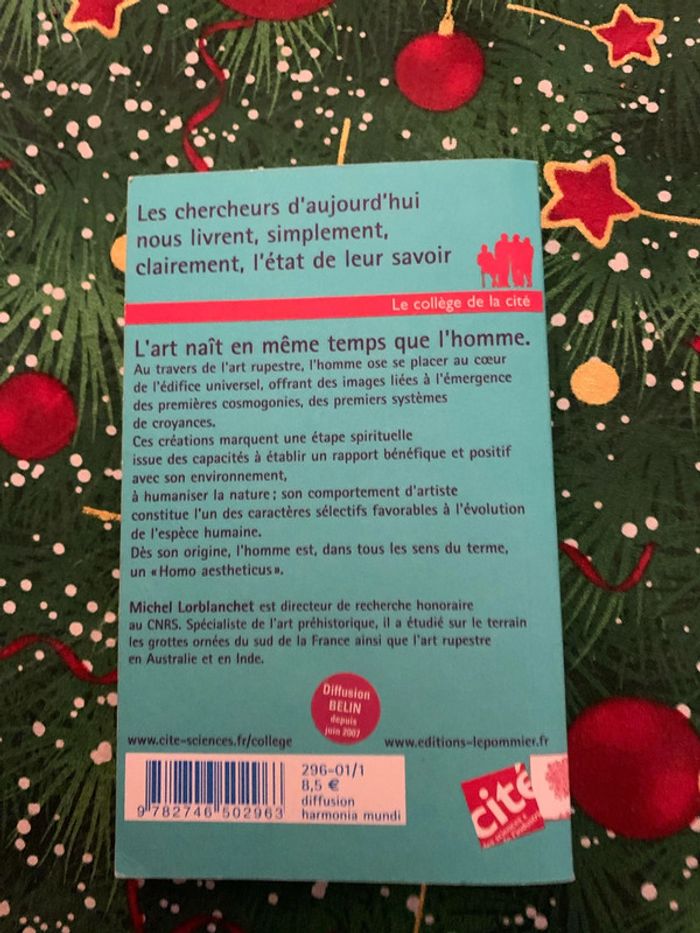 Les chercheurs d'aujourd'hui
nous livrent, simplement,
clairement, l'état de leur savoir
Le collège de la cité
L'art naît en même temps que l'homme.
Au travers de l'art rupestre, l'homme ose se placer au cœur
de l'édifice universel, offrant des images liées à l'émergence
des premières cosmogonies, des premiers systèmes
de croyances.
Ces créations marquent une étape spirituelle
issue des capacités à établir un rapport bénéfique et positif
avec son environnement,
à humaniser la nature ; son comportement d'artiste
constitue l'un des caractères sélectifs favorables à l'évolution
de l'espèce humaine.
Dès son origine, l'homme est, dans tous les sens du terme,
un « Homo aestheticus ».
Michel Lorblanchet est directeur de recherche honoraire
au CNRS. Spécialiste de l'art préhistorique, il a étudié sur le terrain
les grottes ornées du sud de la France ainsi que l'art rupestre
en Australie et en Inde.
Diffusion
BELIN
depuis
juin 2007
www.cite-sciences.fr/college
www.editions-lepommier.fr
296-01/1
8,5 €
diffusion
harmonia mundi
9 782746 502963
cité
des sciences et
de l'industrie